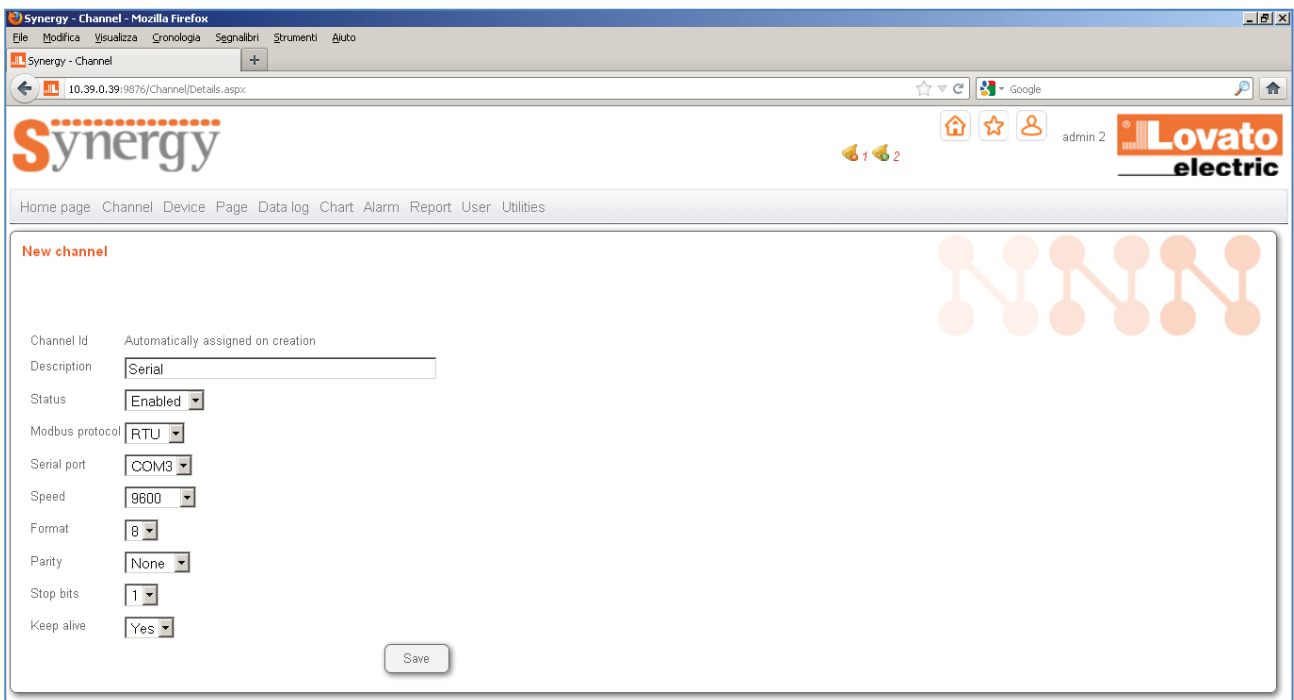 Synergy - Channel - Mozilla Firefox
File Modifica Visualizza Cronologia Segnalibri Strumenti Aiuto
Synergy - Channel
10.39.0.39:9876/Channel/Details.aspx
Google
Synergy
1 2
admin 2
Lovato
electric
Home page Channel Device Page Data log Chart Alarm Report User Utilities
New channel
Channel Id Automatically assigned on creation
Description Serial
Status Enabled
Modbus protocol RTU
Serial port COM3
Speed 9600
Format 8
Parity None
Stop bits 1
Keep alive Yes
Save